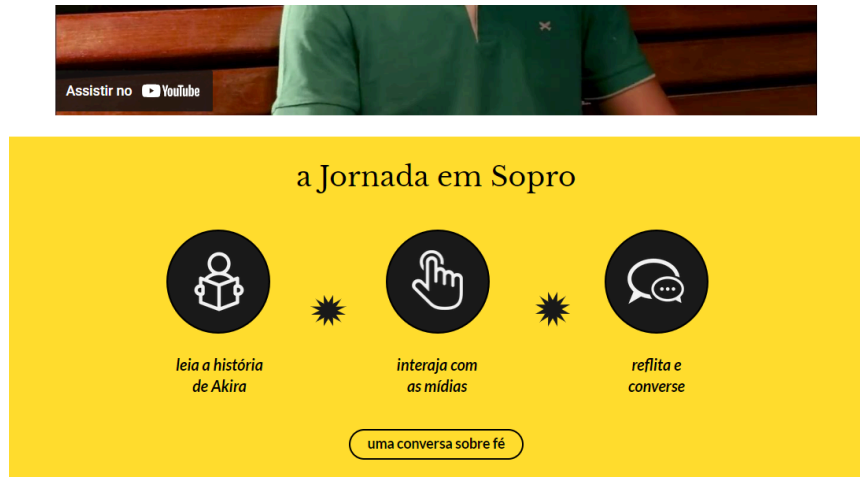 Assistir no YouTube
a Jornada em Sopro
leia a história
de Akira
interaja com
as mídias
reflita e
converse
uma conversa sobre fé